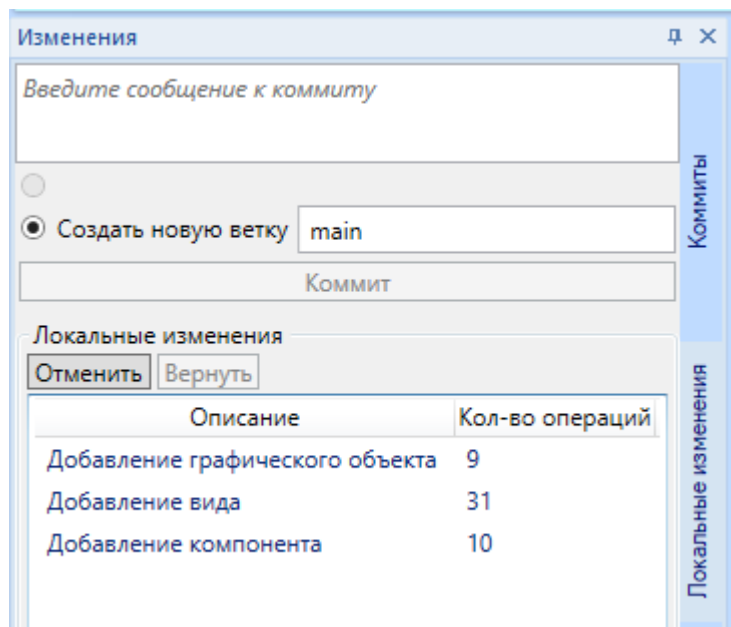 Изменения
Введите сообщение к коммиту
Создать новую ветку main
Коммит
Локальные изменения
Отменить Вернуть
Описание Кол-во операций
Добавление графического объекта 9
Добавление вида 31
Добавление компонента 10
Коммиты
Локальные изменения